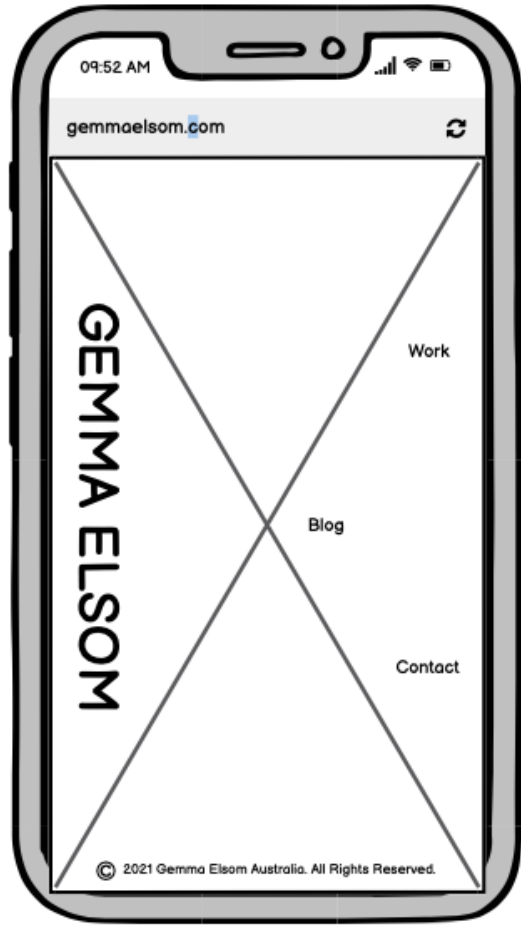 09:52 AM
gemmaelsom.com
GEMMA ELSOM
Work
Blog
Contact
© 2021 Gemma Elsom Australia. All Rights Reserved.